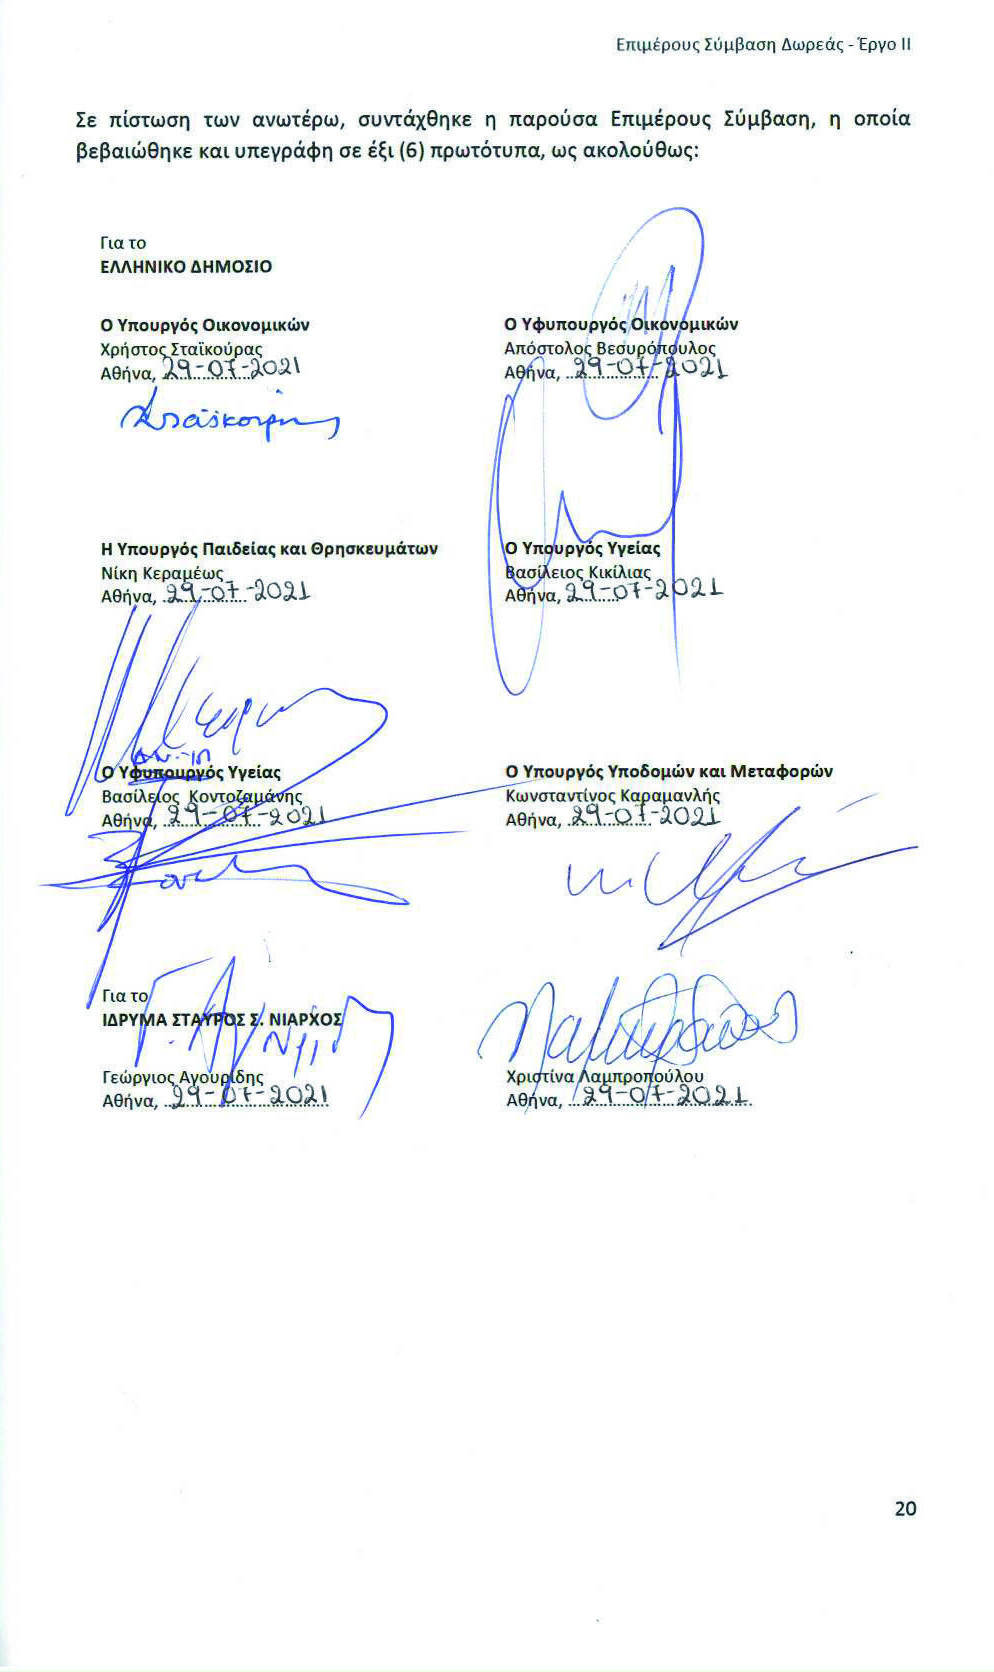 Επιμέρους Σύμβαση Δωρεάς - Έργο ΙΙ
Σε πίστωση των ανωτέρω, συντάχθηκε η παρούσα Επιμέρους Σύμβαση, η οποία
βεβαιώθηκε και υπεγράφη σε έξι (6) πρωτότυπα, ως ακολούθως:
Για το
ΕΛΛΗΝΙΚΟ ΔΗΜΟΣΙΟ
Ο Υπουργός Οικονομικών
Χρήστος Σταϊκούρας
Αθήνα, 29-07-2021
Ο Υφυπουργός Οικονομικών
Απόστολος Βεσυρόπουλος
Αθήνα, 29-07-2021
Η Υπουργός Παιδείας και Θρησκευμάτων
Νίκη Κεραμέως
Αθήνα, 29-07-2021
Ο Υπουργός Υγείας
Βασίλειος Κικίλιας
Αθήνα, 29-07-2021
Ο Υφυπουργός Υγείας
Βασίλειος Κοντοζαμάνης
Αθήνα, 29-07-2021
Ο Υπουργός Υποδομών και Μεταφορών
Κωνσταντίνος Καραμανλής
Αθήνα, 29-07-2021
Για το
ΙΔΡΥΜΑ ΣΤΑΥΡΟΣ Σ. ΝΙΑΡΧΟΣ
Γεώργιος Αγουρίδης
Αθήνα, 29-07-2021
Χριστίνα Λαμπροπούλου
Αθήνα, 29-07-2021
20